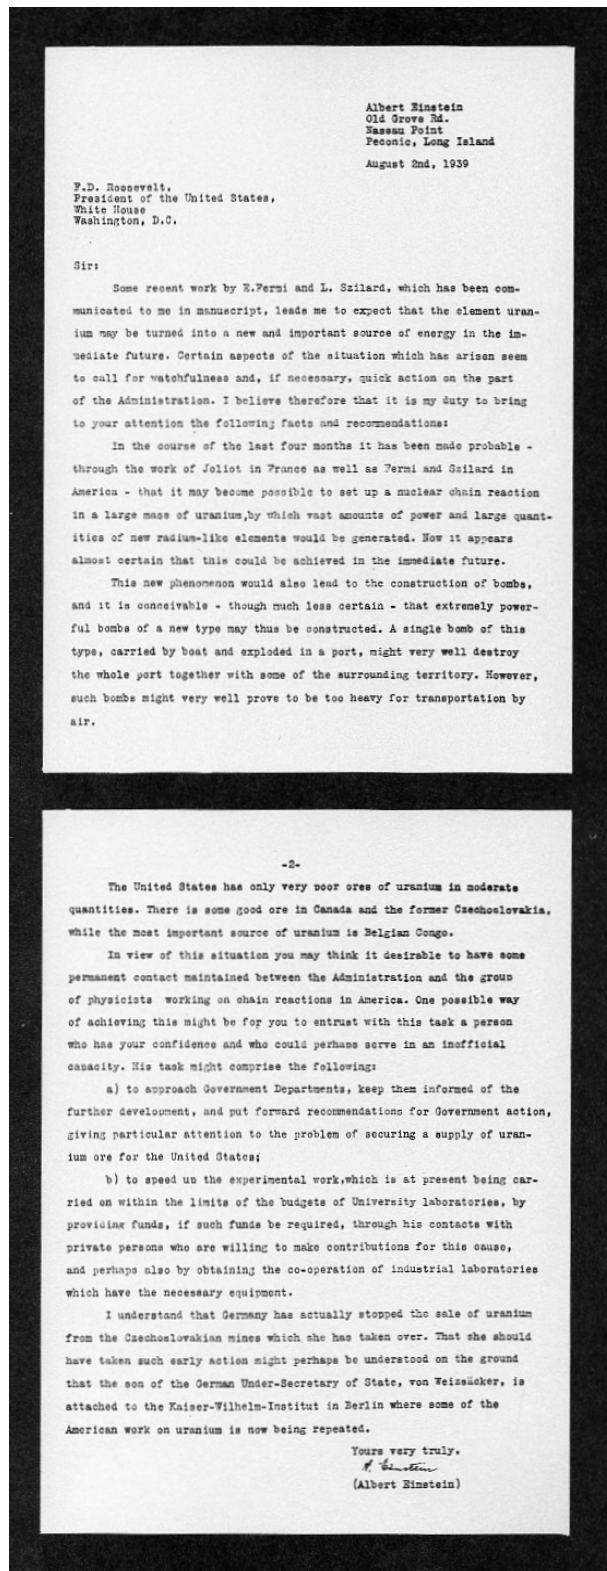 Albert Einstein
Old Grove Rd.
Nassau Point
Peconic, Long Island
August 2nd, 1939
F.D. Roosevelt,
President of the United States,
White House
Washington, D.C.
Sir:
Some recent work by E.Fermi and L. Szilard, which has been com-
municated to me in manuscript, leads me to expect that the element uran-
ium may be turned into a new and important source of energy in the im-
mediate future. Certain aspects of the situation which has arisen seem
to call for watchfulness and, if necessary, quick action on the part
of the Administration. I believe therefore that it is my duty to bring
to your attention the following facts and recommendations:
In the course of the last four months it has been made probable -
through the work of Joliot in France as well as Fermi and Szilard in
America - that it may become possible to set up a nuclear chain reaction
in a large mass of uranium,by which vast amounts of power and large quant-
ities of new radium-like elements would be generated. Now it appears
almost certain that this could be achieved in the immediate future.
This new phenomenon would also lead to the construction of bombs,
and it is conceivable - though much less certain - that extremely power-
ful bombs of a new type may thus be constructed. A single bomb of this
type, carried by boat and exploded in a port, might very well destroy
the whole port together with some of the surrounding territory. However,
such bombs might very well prove to be too heavy for transportation by
air.
-2-
The United States has only very poor ores of uranium in moderate
quantities. There is some good ore in Canada and the former Czechoslovakia,
while the most important source of uranium is Belgian Congo.
In view of this situation you may think it desirable to have some
permanent contact maintained between the Administration and the group
of physicists working on chain reactions in America. One possible way
of achieving this might be for you to entrust with this task a person
who has your confidence and who could perhaps serve in an inofficial
capacity. His task might comprise the following:
a) to approach Government Departments, keep them informed of the
further development, and put forward recommendations for Government action,
giving particular attention to the problem of securing a supply of uran-
ium ore for the United States;
b) to speed up the experimental work,which is at present being car-
ried on within the limits of the budgets of University laboratories, by
providing funds, if such funds be required, through his contacts with
private persons who are willing to make contributions for this cause,
and perhaps also by obtaining the co-operation of industrial laboratories
which have the necessary equipment.
I understand that Germany has actually stopped the sale of uranium
from the Czechoslovakian mines which she has taken over. That she should
have taken such early action might perhaps be understood on the ground
that the son of the German Under-Secretary of State, von Weizsäcker, is
attached to the Kaiser-Wilhelm-Institut in Berlin where some of the
American work on uranium is now being repeated.
Yours very truly.
A. Einstein
(Albert Einstein)